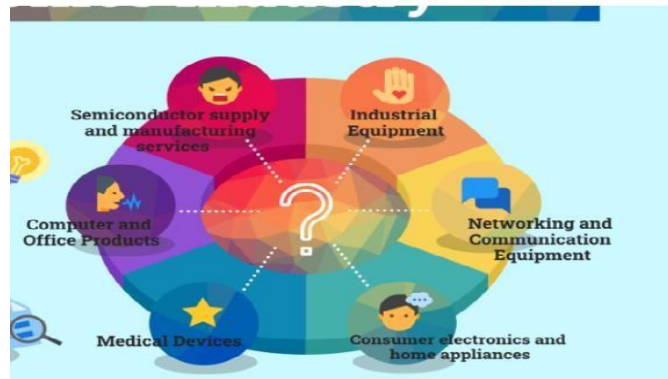 Semiconductor supply
and manufacturing
services
Industrial
Equipment
Computer and
Office Products
Networking and
Communication
Equipment
Medical Devices
Consumer electronics and
home appliances
?